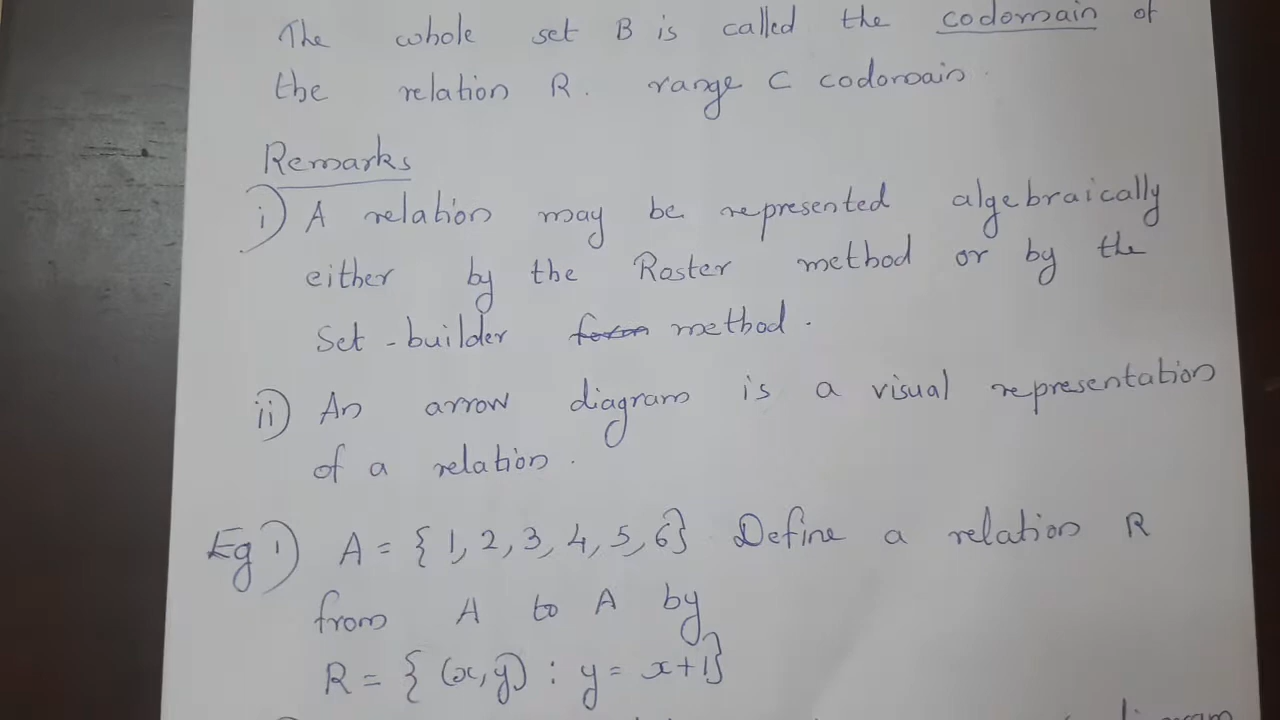 The whole set B is called the codomain of
the relation R. range ⊂ codomain.
Remarks
i) A relation may be represented algebraically
either by the Roster method or by the
Set-builder form method.
ii) An arrow diagram is a visual representation
of a relation.
Eg 1) A = {1, 2, 3, 4, 5, 6} Define a relation R
from A to A by
R = {(x, y) : y = x+1}
diagram